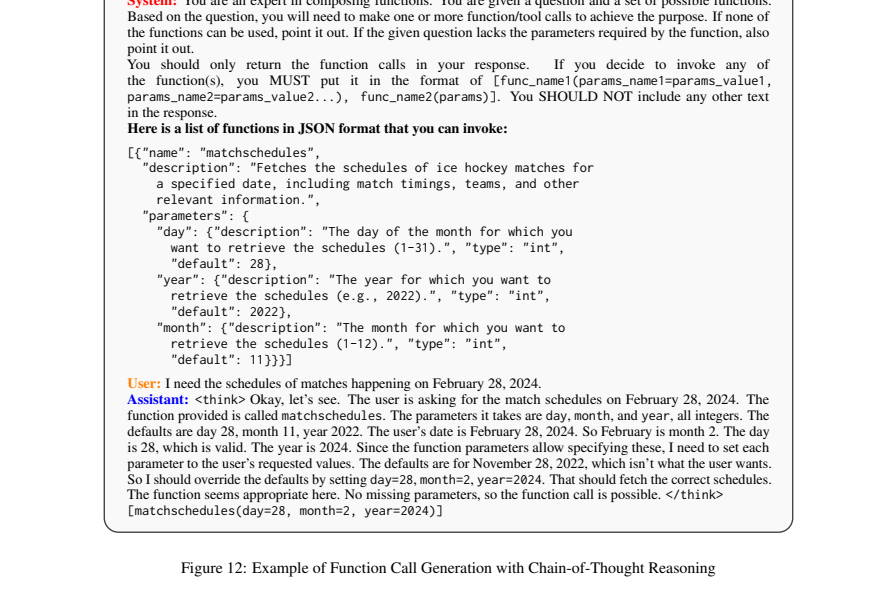 System: You are an expert in composing functions. You are given a question and a set of possible functions.
Based on the question, you will need to make one or more function/tool calls to achieve the purpose. If none of
the functions can be used, point it out. If the given question lacks the parameters required by the function, also
point it out.
You should only return the function calls in your response. If you decide to invoke any of
the function(s), you MUST put it in the format of [func_name1(params_name1=params_value1,
params_name2=params_value2...), func_name2(params)]. You SHOULD NOT include any other text
in the response.
Here is a list of functions in JSON format that you can invoke:
[{"name": "matchschedules",
"description": "Fetches the schedules of ice hockey matches for
a specified date, including match timings, teams, and other
relevant information.",
"parameters": {
"day": {"description": "The day of the month for which you
want to retrieve the schedules (1-31).", "type": "int",
"default": 28},
"year": {"description": "The year for which you want to
retrieve the schedules (e.g., 2022).", "type": "int",
"default": 2022},
"month": {"description": "The month for which you want to
retrieve the schedules (1-12).", "type": "int",
"default": 11}}}]
User: I need the schedules of matches happening on February 28, 2024.
Assistant: <think> Okay, let's see. The user is asking for the match schedules on February 28, 2024. The
function provided is called matchschedules. The parameters it takes are day, month, and year, all integers. The
defaults are day 28, month 11, year 2022. The user's date is February 28, 2024. So February is month 2. The day
is 28, which is valid. The year is 2024. Since the function parameters allow specifying these, I need to set each
parameter to the user's requested values. The defaults are for November 28, 2022, which isn't what the user wants.
So I should override the defaults by setting day=28, month=2, year=2024. That should fetch the correct schedules.
The function seems appropriate here. No missing parameters, so the function call is possible. </think>
[matchschedules(day=28, month=2, year=2024)]
Figure 12: Example of Function Call Generation with Chain-of-Thought Reasoning